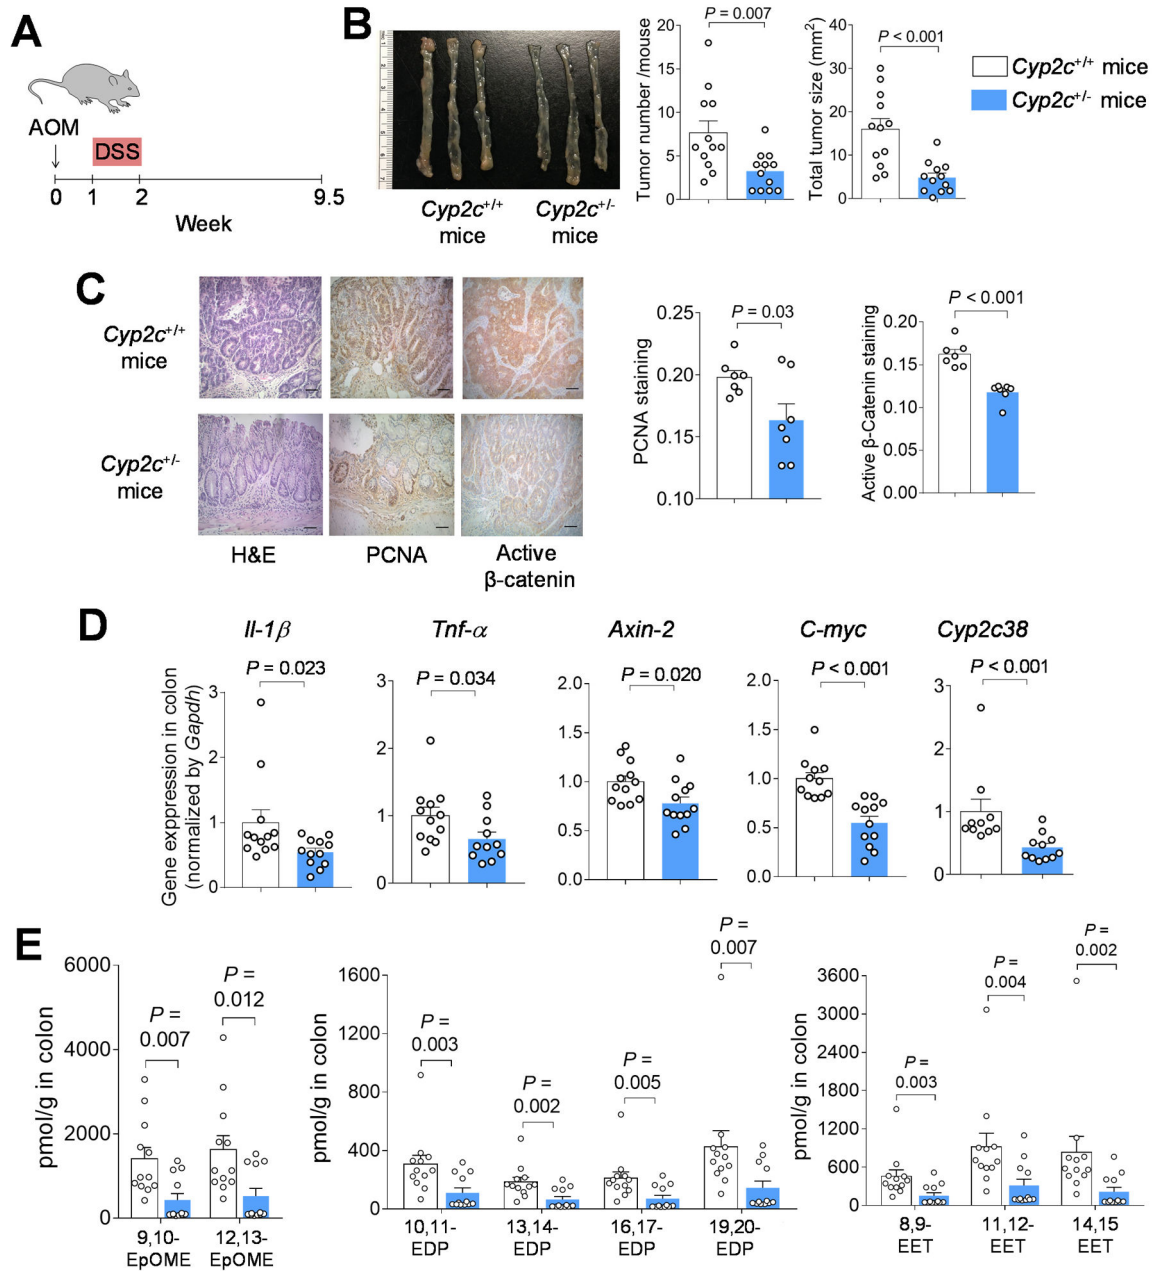 A
AOM
DSS
0 1 2 9.5
Week
B
Cyp2c+/+
mice
Cyp2c+/-
mice
P = 0.007
Tumor number /mouse
20
15
10
5
0
P < 0.001
Total tumor size (mm2)
40
30
20
10
0
Cyp2c+/+ mice
Cyp2c+/- mice
C
Cyp2c+/+
mice
Cyp2c+/-
mice
H&E
PCNA
Active
β-catenin
P = 0.03
PCNA staining
0.25
0.20
0.15
0.10
P < 0.001
Active β-Catenin staining
0.20
0.15
0.10
0.05
0.00
D
Gene exppression in colon
(normalized by Gapdh)
Il-1β
P = 0.023
3
2
1
0
Tnf-α
P = 0.034
3
2
1
0
Axin-2
P = 0.020
2.0
1.5
1.0
0.5
0.0
C-myc
P < 0.001
2.0
1.5
1.0
0.5
0.0
Cyp2c38
P < 0.001
3
2
1
0
E
pmol/g in colon
6000
4000
2000
0
P =
0.007
P =
0.012
9,10-
EpOME
12,13-
EpOME
pmol/g in colon
1600
1200
800
400
0
P =
0.003
P =
0.002
P =
0.005
P =
0.007
10,11-
EDP
13,14-
EDP
16,17-
EDP
19,20-
EDP
pmol/g in colon
3600
3000
2400
1800
1200
600
0
P =
0.003
P =
0.004
P =
0.002
8,9-
EET
11,12-
EET
14,15
EET